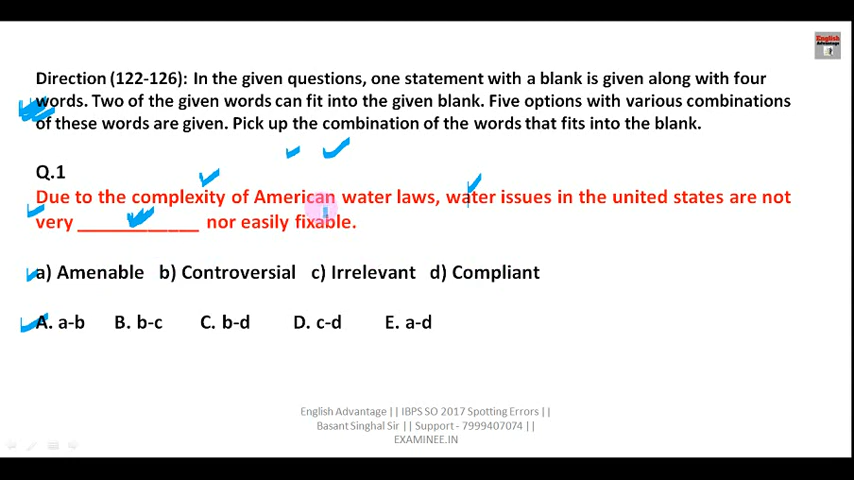 English
Advantage
Direction (122-126): In the given questions, one statement with a blank is given along with four
words. Two of the given words can fit into the given blank. Five options with various combinations
of these words are given. Pick up the combination of the words that fits into the blank.
Q.1
Due to the complexity of American water laws, water issues in the united states are not
very ____________ nor easily fixable.
a) Amenable b) Controversial c) Irrelevant d) Compliant
A. a-b B. b-c C. b-d D. c-d E. a-d
English Advantage || IBPS SO 2017 Spotting Errors ||
Basant Singhal Sir || Support - 7999407074 ||
EXAMINEE.IN